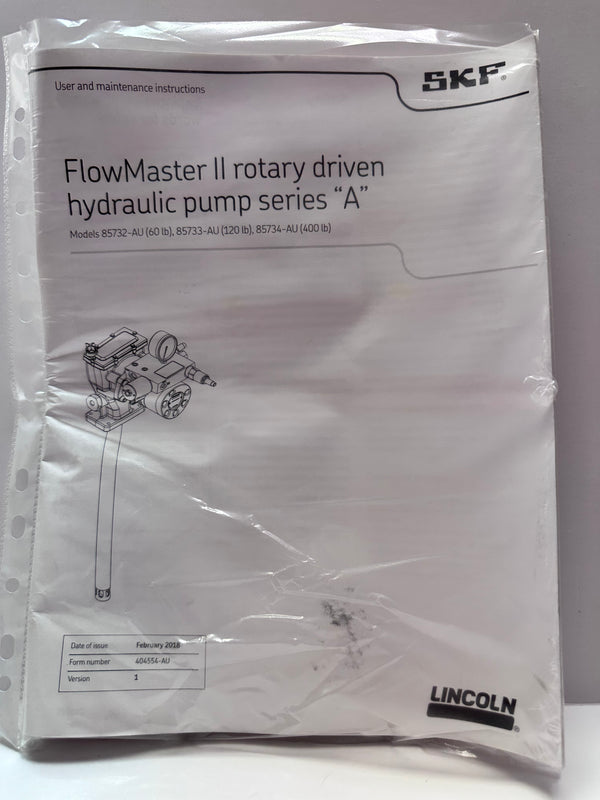 SKF®
User and maintenance instructions
FlowMaster II rotary driven
hydraulic pump series “A”
Models 85732-AU (60 lb), 85733-AU (120 lb), 85734-AU (400 lb)
Date of issue February 2018
Form number 404554-AU
Version 1
LINCOLN®